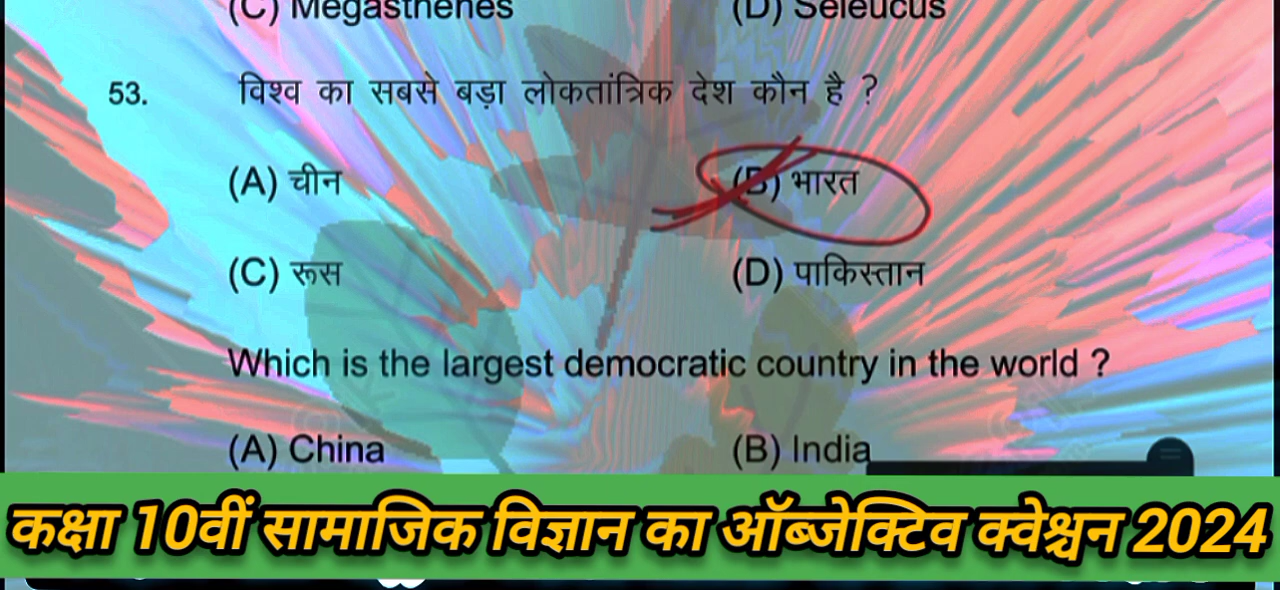 (C) Megasthenes (D) Seleucus
53. विश्व का सबसे बड़ा लोकतांत्रिक देश कौन है ?
(A) चीन (B) भारत
(C) रूस (D) पाकिस्तान
Which is the largest democratic country in the world ?
(A) China (B) India
कक्षा 10वीं सामाजिक विज्ञान का ऑब्जेक्टिव क्वेश्चन 2024